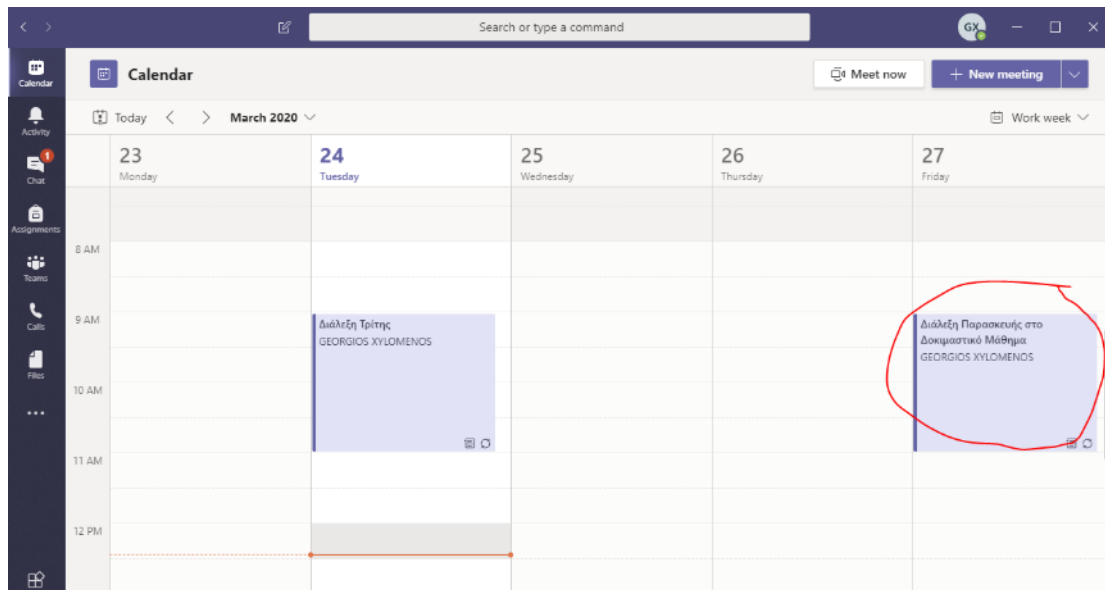 Search or type a command
GX
Calendar
Activity
1
Chat
Assignments
Teams
Calls
Files
Calendar
Meet now
+ New meeting
Today
March 2020
Work week
23
Monday
24
Tuesday
25
Wednesday
26
Thursday
27
Friday
8 AM
9 AM
10 AM
11 AM
12 PM
Διάλεξη Τρίτης
GEORGIOS XYLOMENOS
Διάλεξη Παρασκευής στο
Δοκιμαστικό Μάθημα
GEORGIOS XYLOMENOS